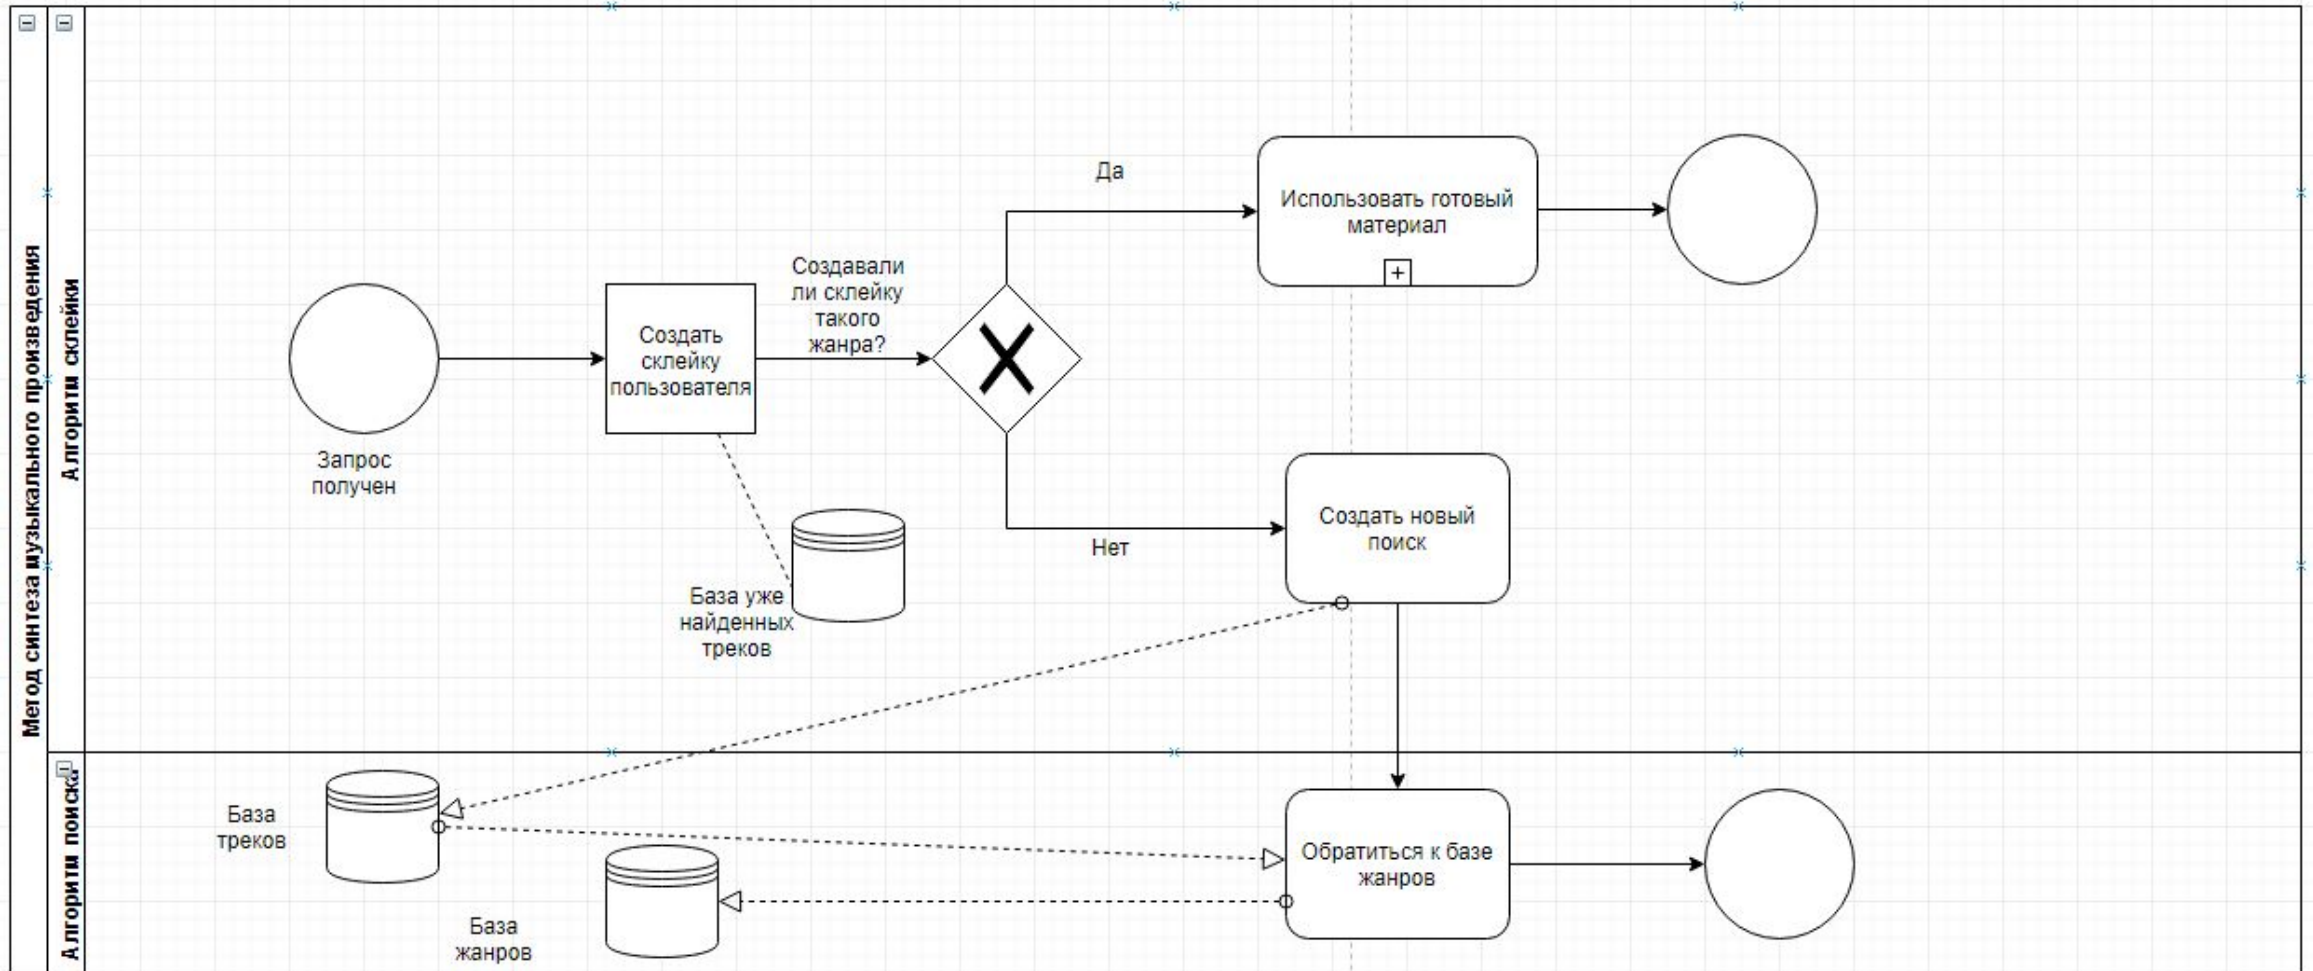 Метод синтеза музыкального произведения
Алгоритм склейки
Запрос
получен
Создать
склейку
пользователя
Создавали
ли склейку
такого
жанра?
Да
Использовать готовый
материал
Нет
Создать новый
поиск
База уже
найденных
треков
Алгоритм поиска
База
треков
База
жанров
Обратиться к базе
жанров